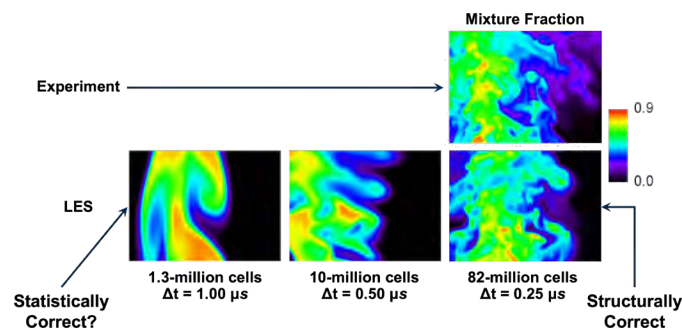 Mixture Fraction
Experiment
0.9
0.0
LES
1.3-million cells
Δt = 1.00 μs
10-million cells
Δt = 0.50 μs
82-million cells
Δt = 0.25 μs
Statistically
Correct?
Structurally
Correct